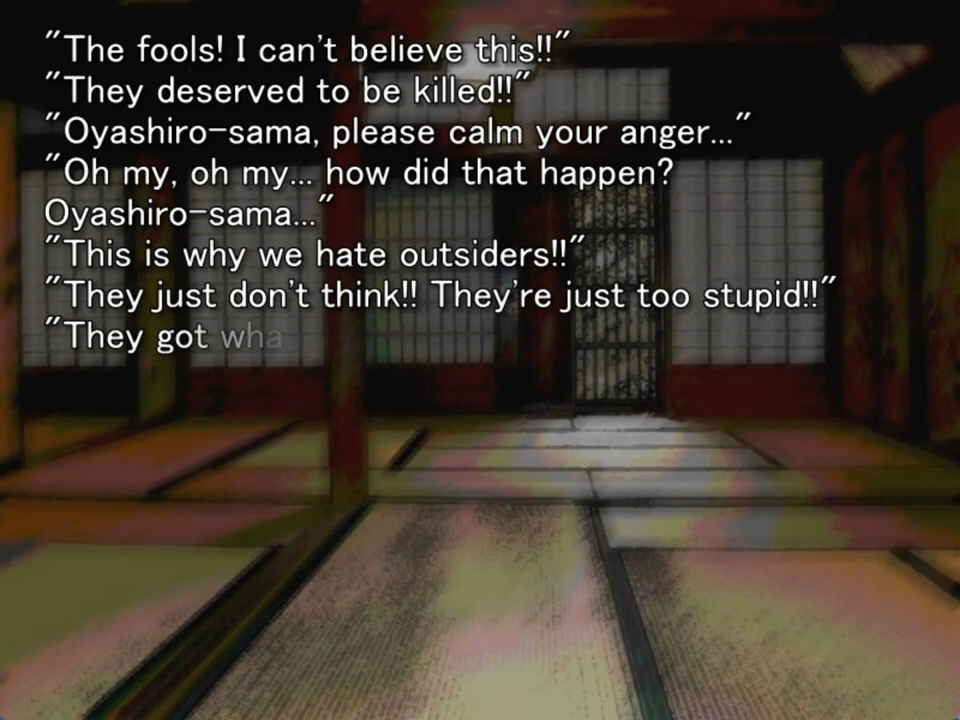 "The fools! I can't believe this!!"
"They deserved to be killed!!"
"Oyashiro-sama, please calm your anger..."
"Oh my, oh my... how did that happen?
Oyashiro-sama..."
"This is why we hate outsiders!!"
"They just don't think!! They're just too stupid!!"
"They got wha